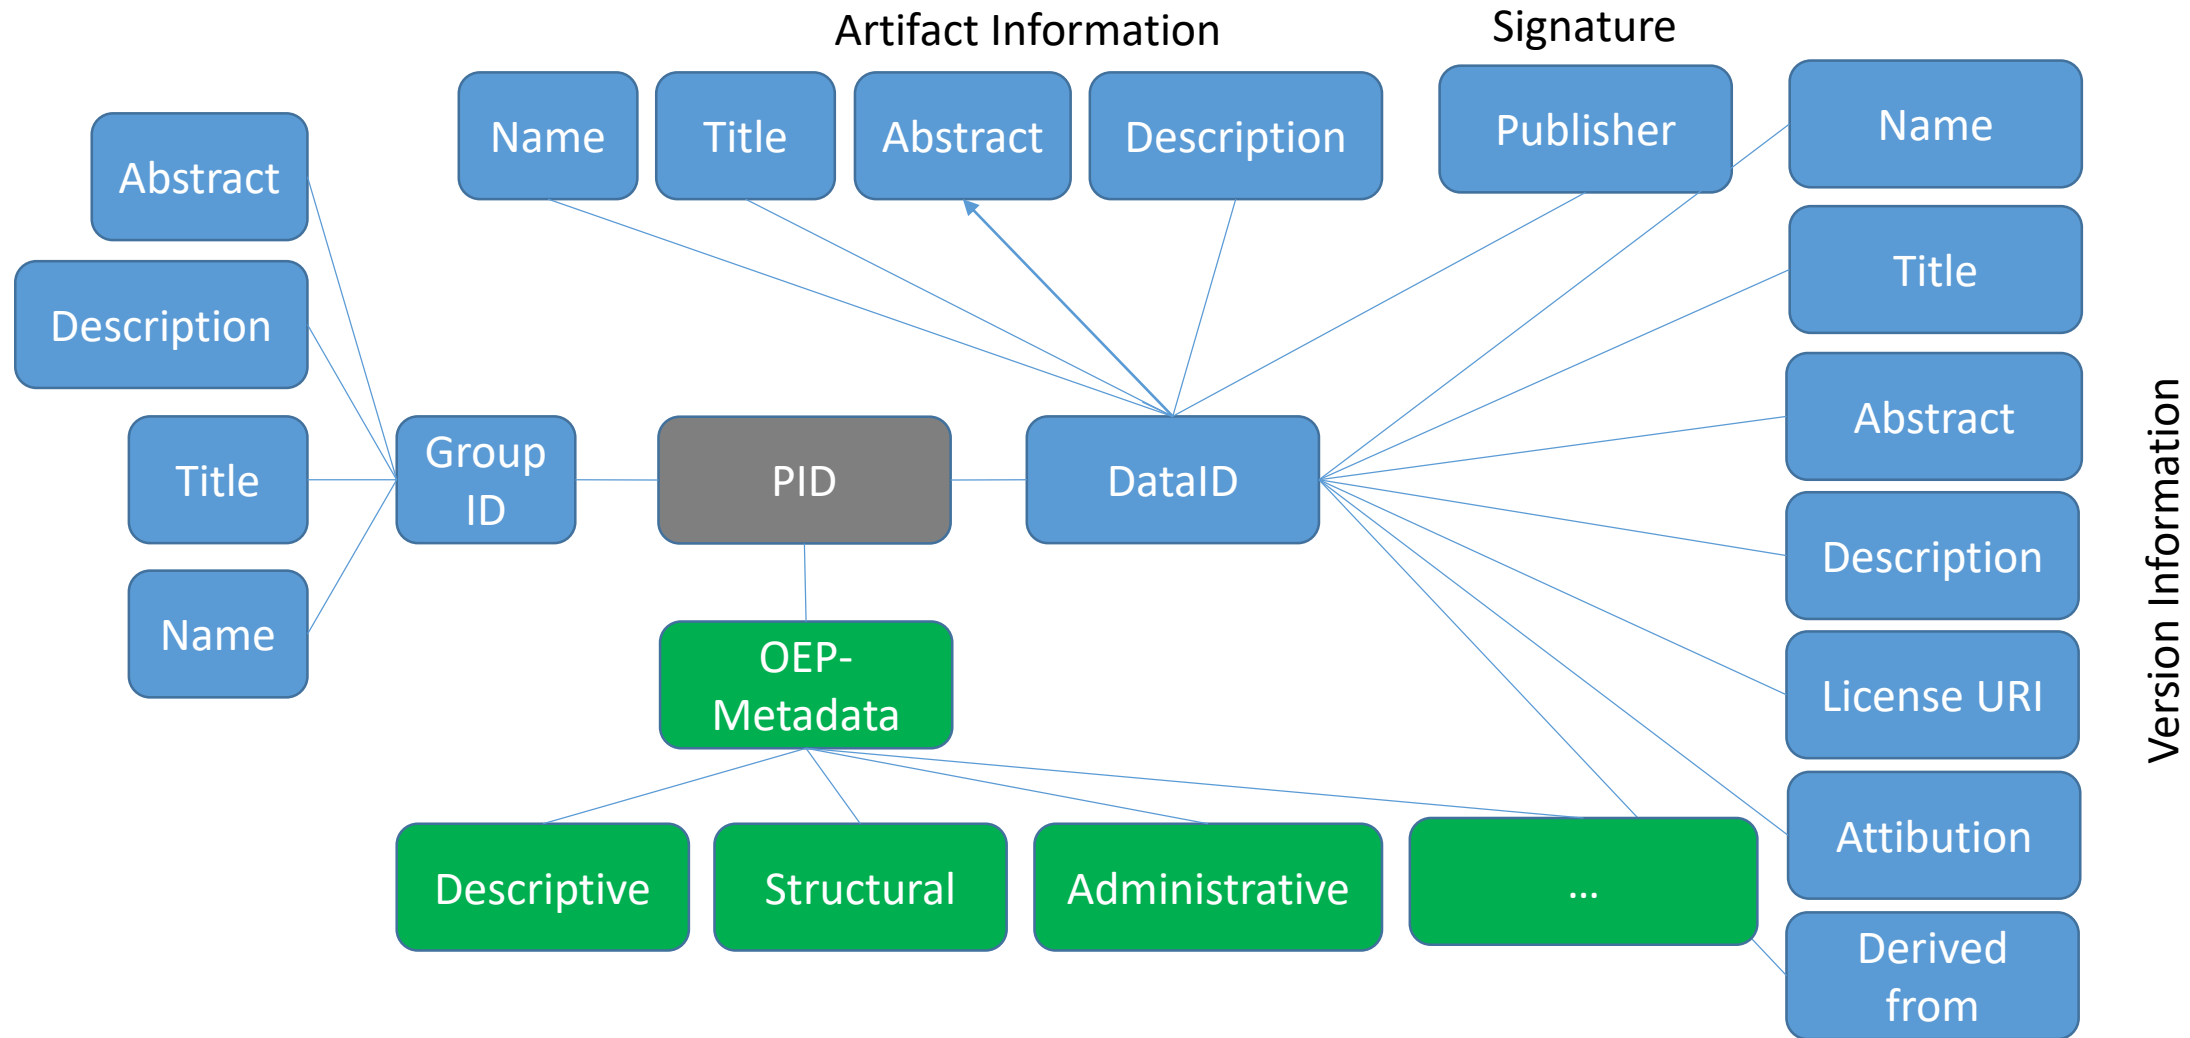 Artifact Information
Signature
Name
Title
Abstract
Description
Publisher
Name
Abstract
Title
Description
Abstract
Title
Group
ID
PID
DataID
Description
Name
OEP-
Metadata
License URI
Attibution
Descriptive
Structural
Administrative
...
Derived
from
Version Information